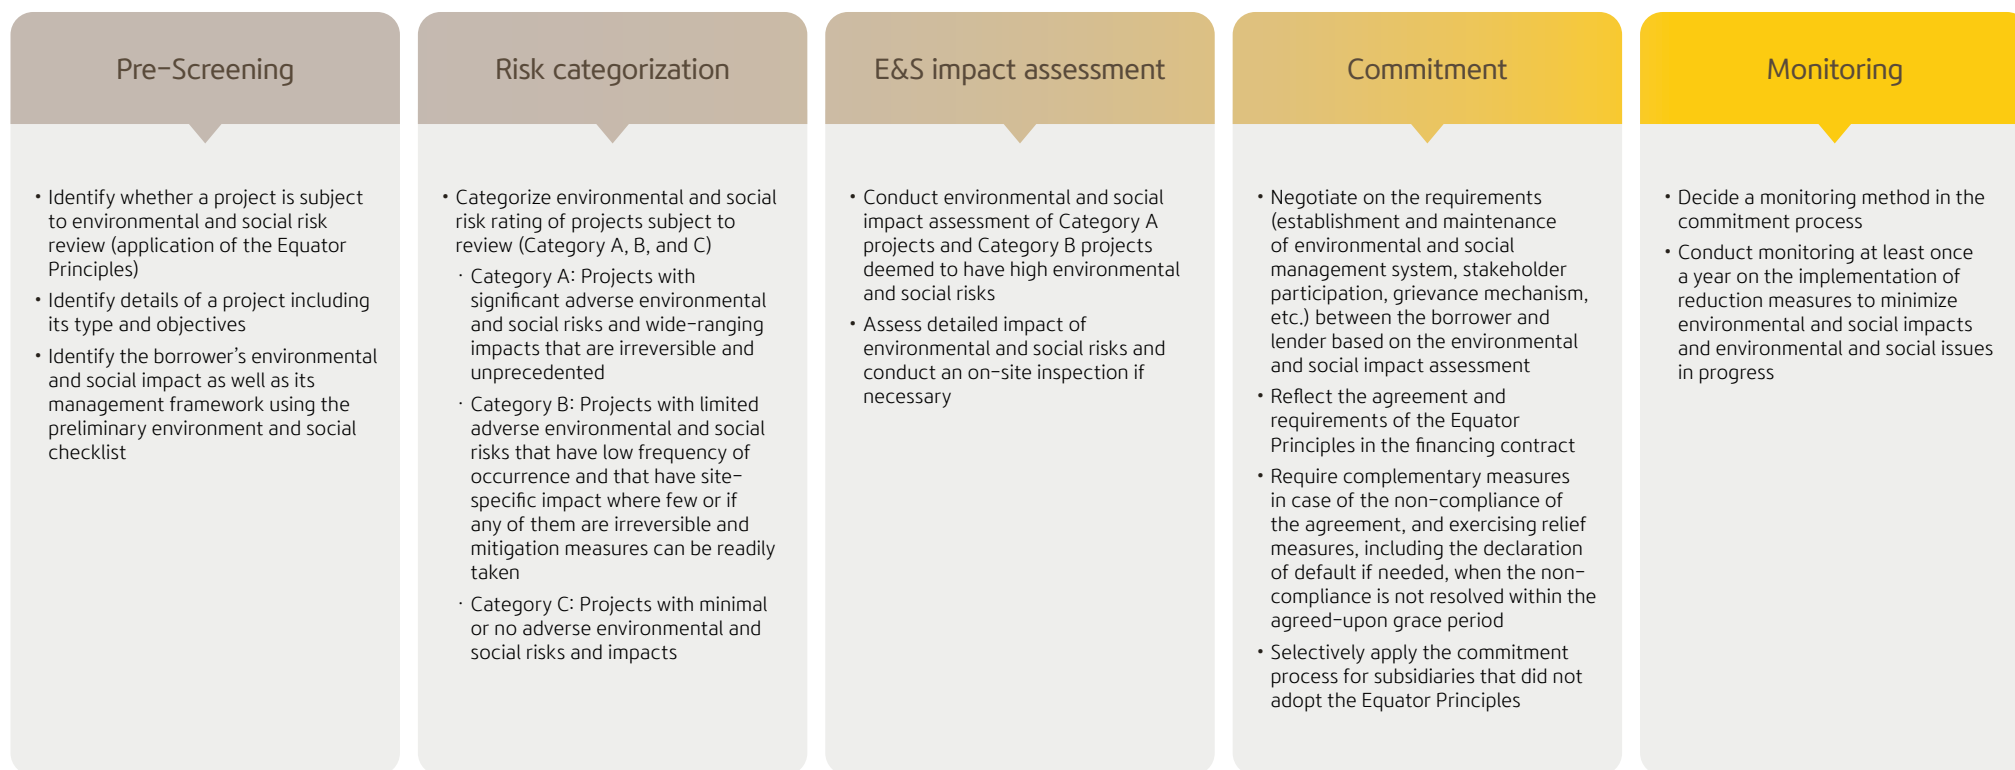 Pre-Screening
• Identify whether a project is subject
to environmental and social risk
review (application of the Equator
Principles)
• Identify details of a project including
its type and objectives
• Identify the borrower's environmental
and social impact as well as its
management framework using the
preliminary environment and social
checklist
Risk categorization
• Categorize environmental and social
risk rating of projects subject to
review (Category A, B, and C)
· Category A: Projects with
significant adverse environmental
and social risks and wide-ranging
impacts that are irreversible and
unprecedented
· Category B: Projects with limited
adverse environmental and social
risks that have low frequency of
occurrence and that have site-
specific impact where few or if
any of them are irreversible and
mitigation measures can be readily
taken
· Category C: Projects with minimal
or no adverse environmental and
social risks and impacts
E&S impact assessment
• Conduct environmental and social
impact assessment of Category A
projects and Category B projects
deemed to have high environmental
and social risks
• Assess detailed impact of
environmental and social risks and
conduct an on-site inspection if
necessary
Commitment
• Negotiate on the requirements
(establishment and maintenance
of environmental and social
management system, stakeholder
participation, grievance mechanism,
etc.) between the borrower and
lender based on the environmental
and social impact assessment
• Reflect the agreement and
requirements of the Equator
Principles in the financing contract
• Require complementary measures
in case of the non-compliance of
the agreement, and exercising relief
measures, including the declaration
of default if needed, when the non-
compliance is not resolved within the
agreed-upon grace period
• Selectively apply the commitment
process for subsidiaries that did not
adopt the Equator Principles
Monitoring
• Decide a monitoring method in the
commitment process
• Conduct monitoring at least once
a year on the implementation of
reduction measures to minimize
environmental and social impacts
and environmental and social issues
in progress